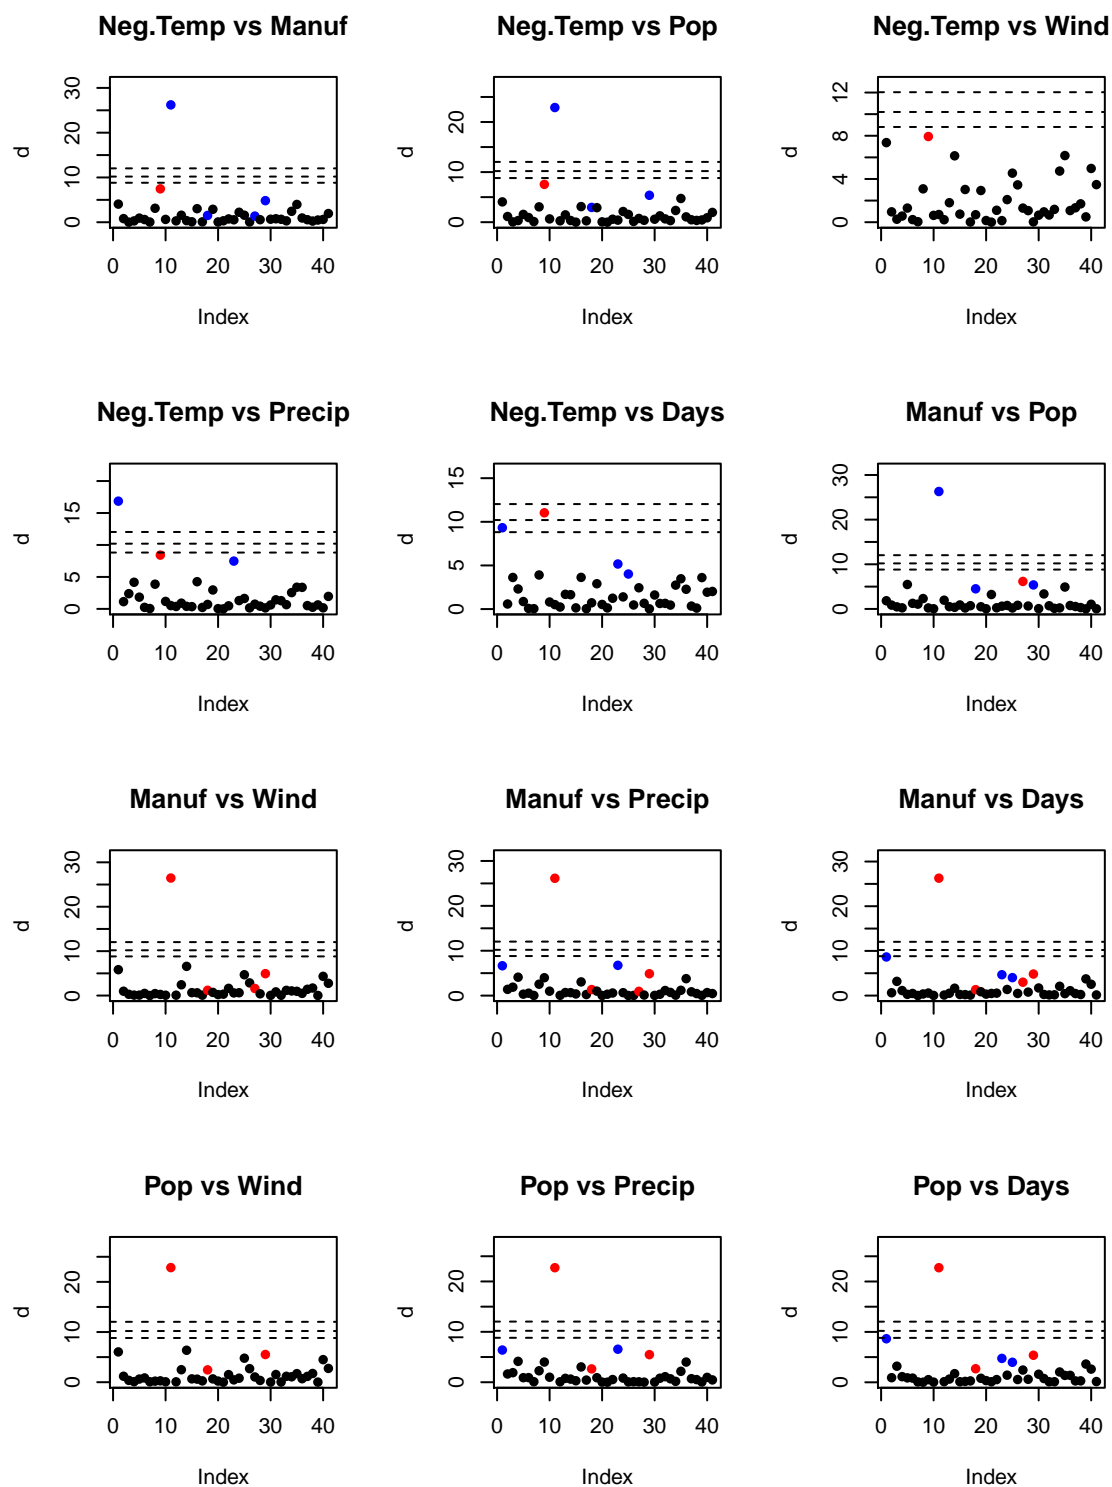 Neg.Temp vs Manuf
d
0 10 20 30
0 10 20 30 40
Index
Neg.Temp vs Pop
d
0 10 20
0 10 20 30 40
Index
Neg.Temp vs Wind
d
0 4 8 12
0 10 20 30 40
Index
Neg.Temp vs Precip
d
0 5 15
0 10 20 30 40
Index
Neg.Temp vs Days
d
0 5 10 15
0 10 20 30 40
Index
Manuf vs Pop
d
0 10 20 30
0 10 20 30 40
Index
Manuf vs Wind
d
0 10 20 30
0 10 20 30 40
Index
Manuf vs Precip
d
0 10 20 30
0 10 20 30 40
Index
Manuf vs Days
d
0 10 20 30
0 10 20 30 40
Index
Pop vs Wind
d
0 10 20
0 10 20 30 40
Index
Pop vs Precip
d
0 10 20
0 10 20 30 40
Index
Pop vs Days
d
0 10 20
0 10 20 30 40
Index